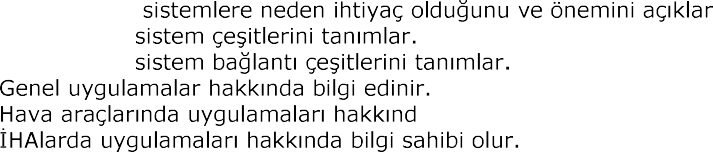 sistemlere neden ihtiyaç olduğunu ve önemini açıklar
sistem çeşitlerini tanımlar.
sistem bağlantı çeşitlerini tanımlar.
Genel uygulamalar hakkında bilgi edinir.
Hava araçlarında uygulamaları hakkınd
İHAlarda uygulamaları hakkında bilgi sahibi olur.